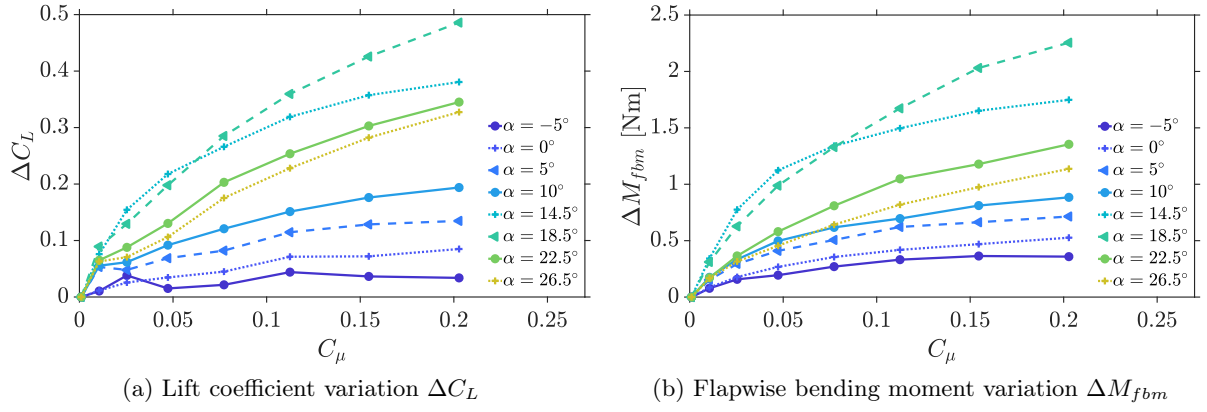 0.5
0.4
0.3
0.2
0.1
0
0
0.05
0.1
0.15
0.2
0.25
ΔC_L
C_μ
α = −5°
α = 0°
α = 5°
α = 10°
α = 14.5°
α = 18.5°
α = 22.5°
α = 26.5°
(a) Lift coefficient variation ΔC_L
2.5
2
1.5
1
0.5
0
0
0.05
0.1
0.15
0.2
0.25
ΔM_{fbm} [Nm]
C_μ
α = −5°
α = 0°
α = 5°
α = 10°
α = 14.5°
α = 18.5°
α = 22.5°
α = 26.5°
(b) Flapwise bending moment variation ΔM_{fbm}